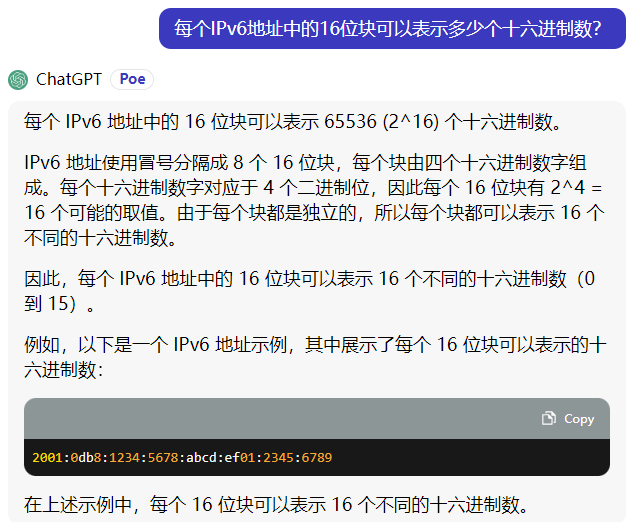 每个IPv6地址中的16位块可以表示多少个十六进制数？
ChatGPT Poe
每个 IPv6 地址中的 16 位块可以表示 65536 (2^16) 个十六进制数。
IPv6 地址使用冒号分隔成 8 个 16 位块，每个块由四个十六进制数字组
成。每个十六进制数字对应于 4 个二进制位，因此每个 16 位块有 2^4 =
16 个可能的取值。由于每个块都是独立的，所以每个块都可以表示 16 个
不同的十六进制数。
因此，每个 IPv6 地址中的 16 位块可以表示 16 个不同的十六进制数（0
到 15）。
例如，以下是一个 IPv6 地址示例，其中展示了每个 16 位块可以表示的十
六进制数：
Copy
2001:0db8:1234:5678:abcd:ef01:2345:6789
在上述示例中，每个 16 位块可以表示 16 个不同的十六进制数。